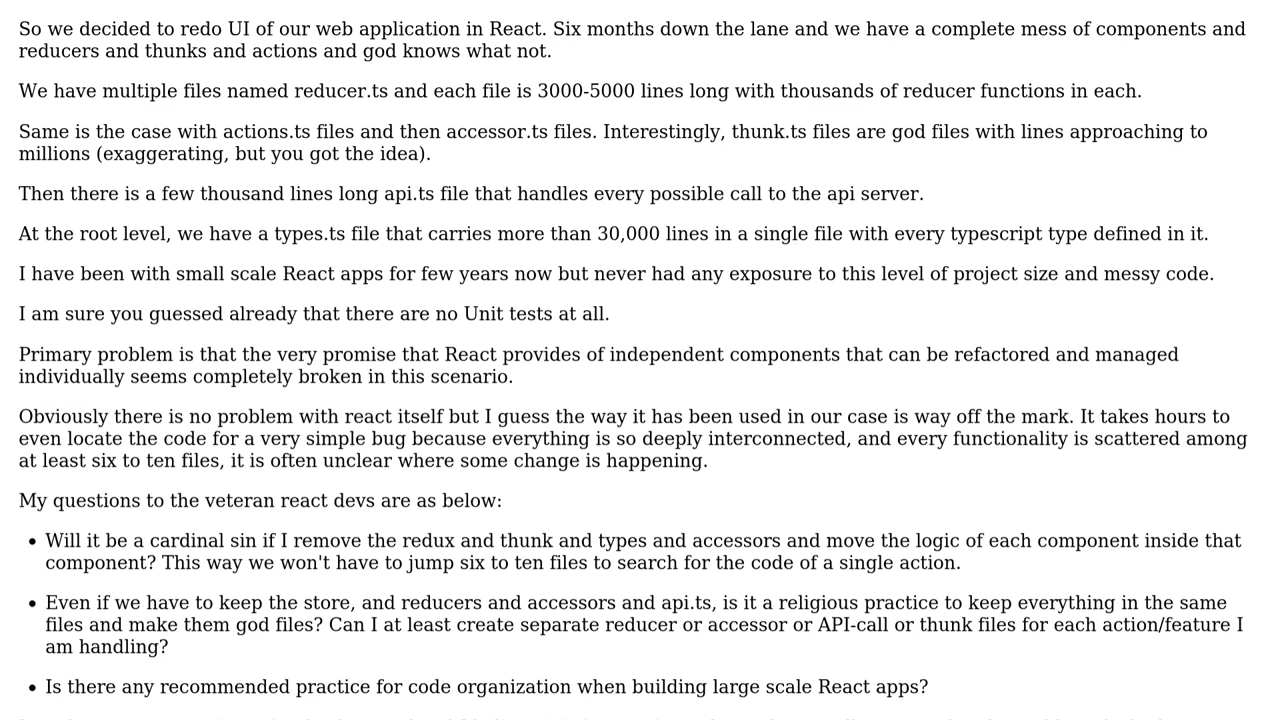 So we decided to redo UI of our web application in React. Six months down the lane and we have a complete mess of components and
reducers and thunks and actions and god knows what not.
We have multiple files named reducer.ts and each file is 3000-5000 lines long with thousands of reducer functions in each.
Same is the case with actions.ts files and then accessor.ts files. Interestingly, thunk.ts files are god files with lines approaching to
millions (exaggerating, but you got the idea).
Then there is a few thousand lines long api.ts file that handles every possible call to the api server.
At the root level, we have a types.ts file that carries more than 30,000 lines in a single file with every typescript type defined in it.
I have been with small scale React apps for few years now but never had any exposure to this level of project size and messy code.
I am sure you guessed already that there are no Unit tests at all.
Primary problem is that the very promise that React provides of independent components that can be refactored and managed
individually seems completely broken in this scenario.
Obviously there is no problem with react itself but I guess the way it has been used in our case is way off the mark. It takes hours to
even locate the code for a very simple bug because everything is so deeply interconnected, and every functionality is scattered among
at least six to ten files, it is often unclear where some change is happening.
My questions to the veteran react devs are as below:
• Will it be a cardinal sin if I remove the redux and thunk and types and accessors and move the logic of each component inside that
component? This way we won't have to jump six to ten files to search for the code of a single action.
• Even if we have to keep the store, and reducers and accessors and api.ts, is it a religious practice to keep everything in the same
files and make them god files? Can I at least create separate reducer or accessor or API-call or thunk files for each action/feature I
am handling?
• Is there any recommended practice for code organization when building large scale React apps?